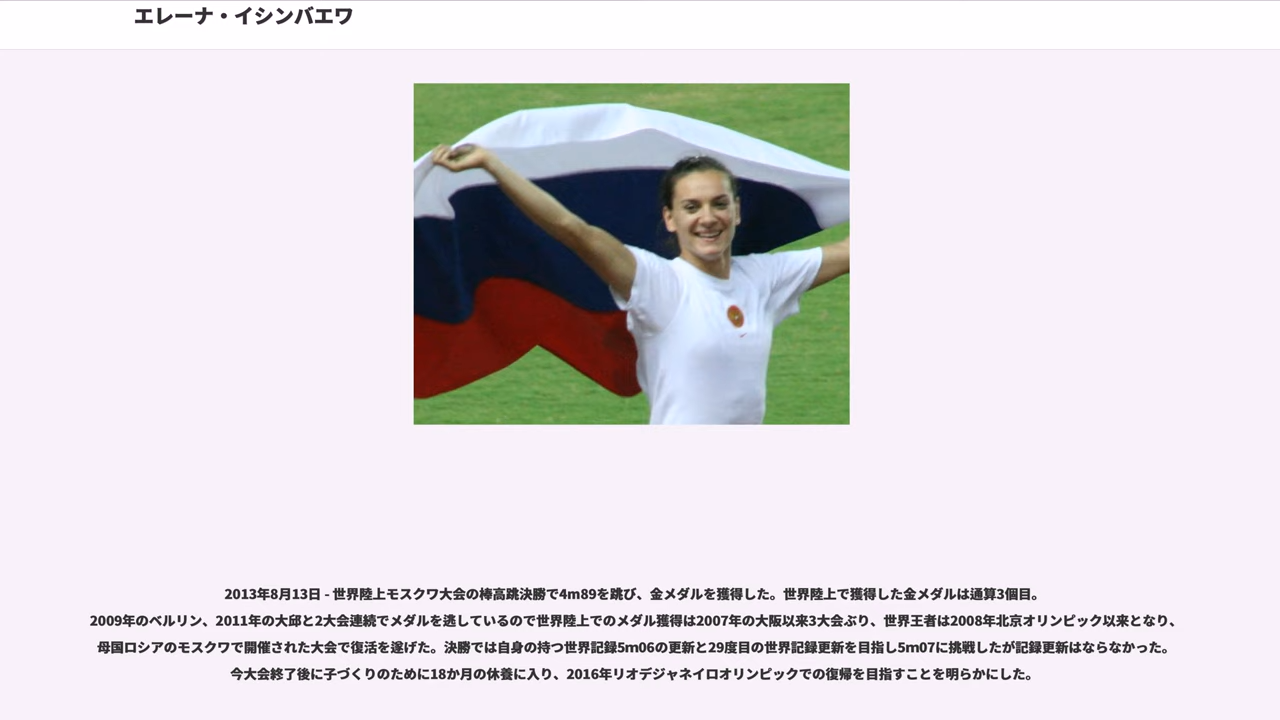 エレーナ・イシンバエワ
2013年8月13日 - 世界陸上モスクワ大会の棒高跳決勝で4m89を跳び、金メダルを獲得した。世界陸上で獲得した金メダルは通算3個目。
2009年のベルリン、2011年の大邱と2大会連続でメダルを逃しているので世界陸上でのメダル獲得は2007年の大阪以来3大会ぶり、世界王者は2008年北京オリンピック以来となり、
母国ロシアのモスクワで開催された大会で復活を遂げた。決勝では自身の持つ世界記録5m06の更新と29度目の世界記録更新を目指し5m07に挑戦したが記録更新はならなかった。
今大会終了後に子づくりのために18か月の休養に入り、2016年リオデジャネイロオリンピックでの復帰を目指すことを明らかにした。